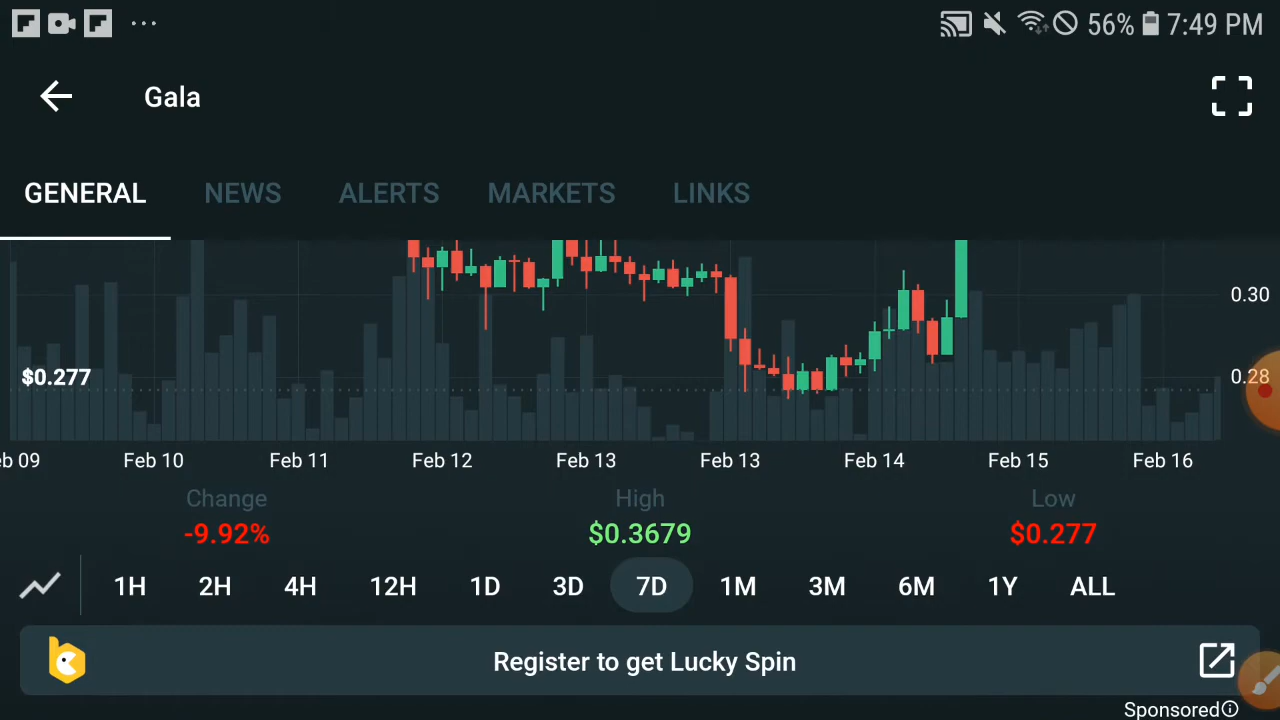 56% 7:49 PM
Gala
GENERAL NEWS ALERTS MARKETS LINKS
0.30
$0.277
0.28
eb 09 Feb 10 Feb 11 Feb 12 Feb 13 Feb 13 Feb 14 Feb 15 Feb 16
Change High Low
-9.92% $0.3679 $0.277
1H 2H 4H 12H 1D 3D 7D 1M 3M 6M 1Y ALL
Register to get Lucky Spin
Sponsored